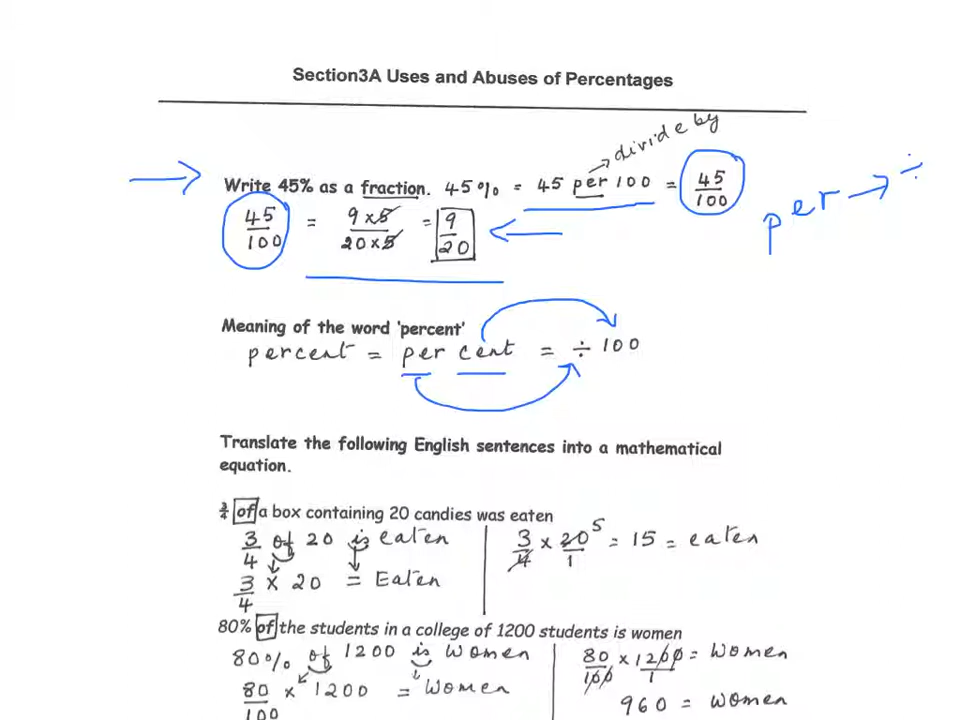 Section3A Uses and Abuses of Percentages
divide by
Write 45% as a fraction. 45% = 45 per 100 = 45/100
per → ÷
45/100 = 9 x 5 / 20 x 5 = 9/20
Meaning of the word 'percent'
percent = per cent = ÷ 100
Translate the following English sentences into a mathematical
equation.
¾ of a box containing 20 candies was eaten
3/4 of 20 is eaten
3/4 x 20 = Eaten
3/4 x 20/1 5 = 15 = eaten
80% of the students in a college of 1200 students is women
80% of 1200 is women
80/100 x 1200 = Women
80/100 x 1200/1 = Women
960 = women